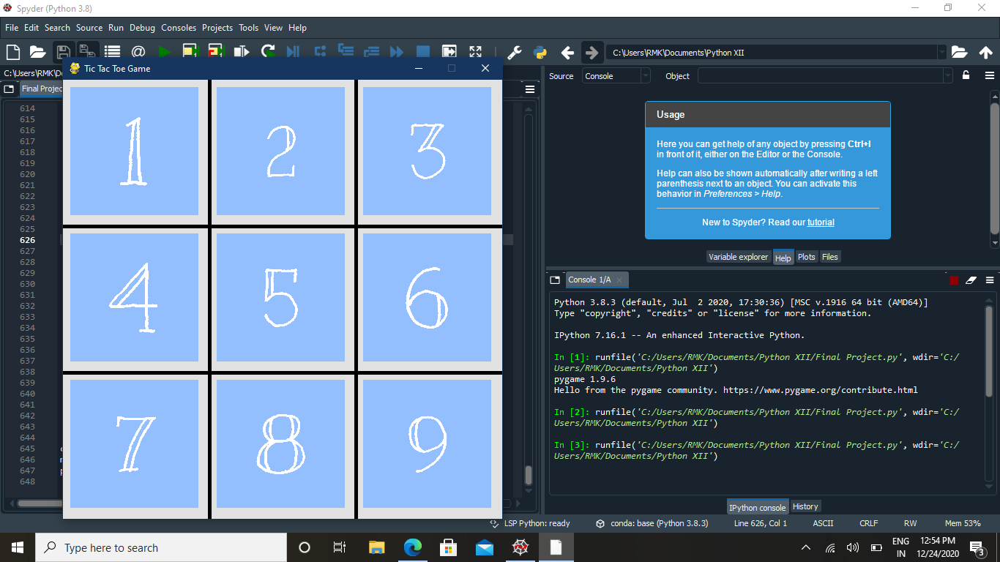 Spyder (Python 3.8)
File Edit Search Source Run Debug Consoles Projects Tools View Help
C:\Users\RMK\Documents\Python XII
C:\Users\RMK\D
Tic Tac Toe Game
Final Projec
1 2 3
4 5 6
7 8 9
614
615
616
617
618
619
620
621
622
623
624
625
626
627
628
629
630
631
632
633
634
635
636
637
638
639
640
641
642
643
644
645
646
647
648
Source Console Object
Usage
Here you can get help of any object by pressing Ctrl+I
in front of it, either on the Editor or the Console.
Help can also be shown automatically after writing a left
parenthesis next to an object. You can activate this
behavior in Preferences > Help.
New to Spyder? Read our tutorial
Variable explorer Help Plots Files
Console 1/A
Python 3.8.3 (default, Jul 2 2020, 17:30:36) [MSC v.1916 64 bit (AMD64)]
Type "copyright", "credits" or "license" for more information.
IPython 7.16.1 -- An enhanced Interactive Python.
In [1]: runfile('C:/Users/RMK/Documents/Python XII/Final Project.py', wdir='C:/
Users/RMK/Documents/Python XII')
pygame 1.9.6
Hello from the pygame community. https://www.pygame.org/contribute.html
In [2]: runfile('C:/Users/RMK/Documents/Python XII/Final Project.py', wdir='C:/
Users/RMK/Documents/Python XII')
In [3]: runfile('C:/Users/RMK/Documents/Python XII/Final Project.py', wdir='C:/
Users/RMK/Documents/Python XII')
IPython console History
LSP Python: ready conda: base (Python 3.8.3) Line 626, Col 1 ASCII CRLF RW Mem 53%
Type here to search
ENG
IN
12:54 PM
12/24/2020
3